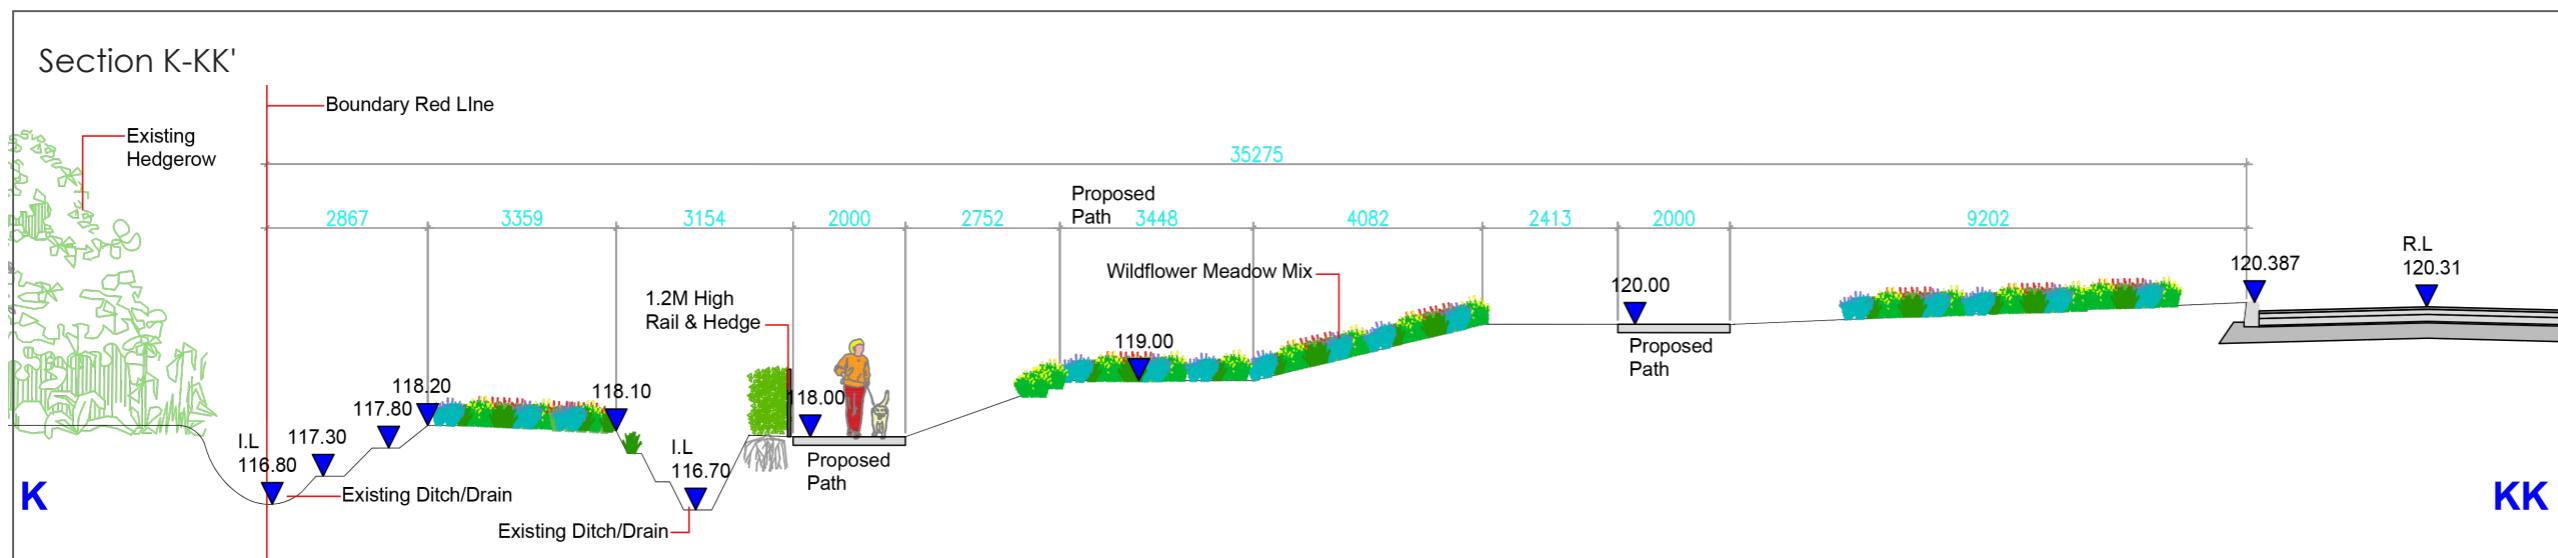 Section K-KK'
Boundary Red LIne
Existing
Hedgerow
35275
2867
3359
3154
2000
2752
Proposed
Path
3448
4082
2413
2000
9202
R.L
120.31
120.387
Wildflower Meadow Mix
120.00
1.2M High
Rail & Hedge
119.00
Proposed
Path
118.20
118.10
117.80
118.00
I.L
116.80
117.30
I.L
116.70
Proposed
Path
Existing Ditch/Drain
Existing Ditch/Drain
K
KK